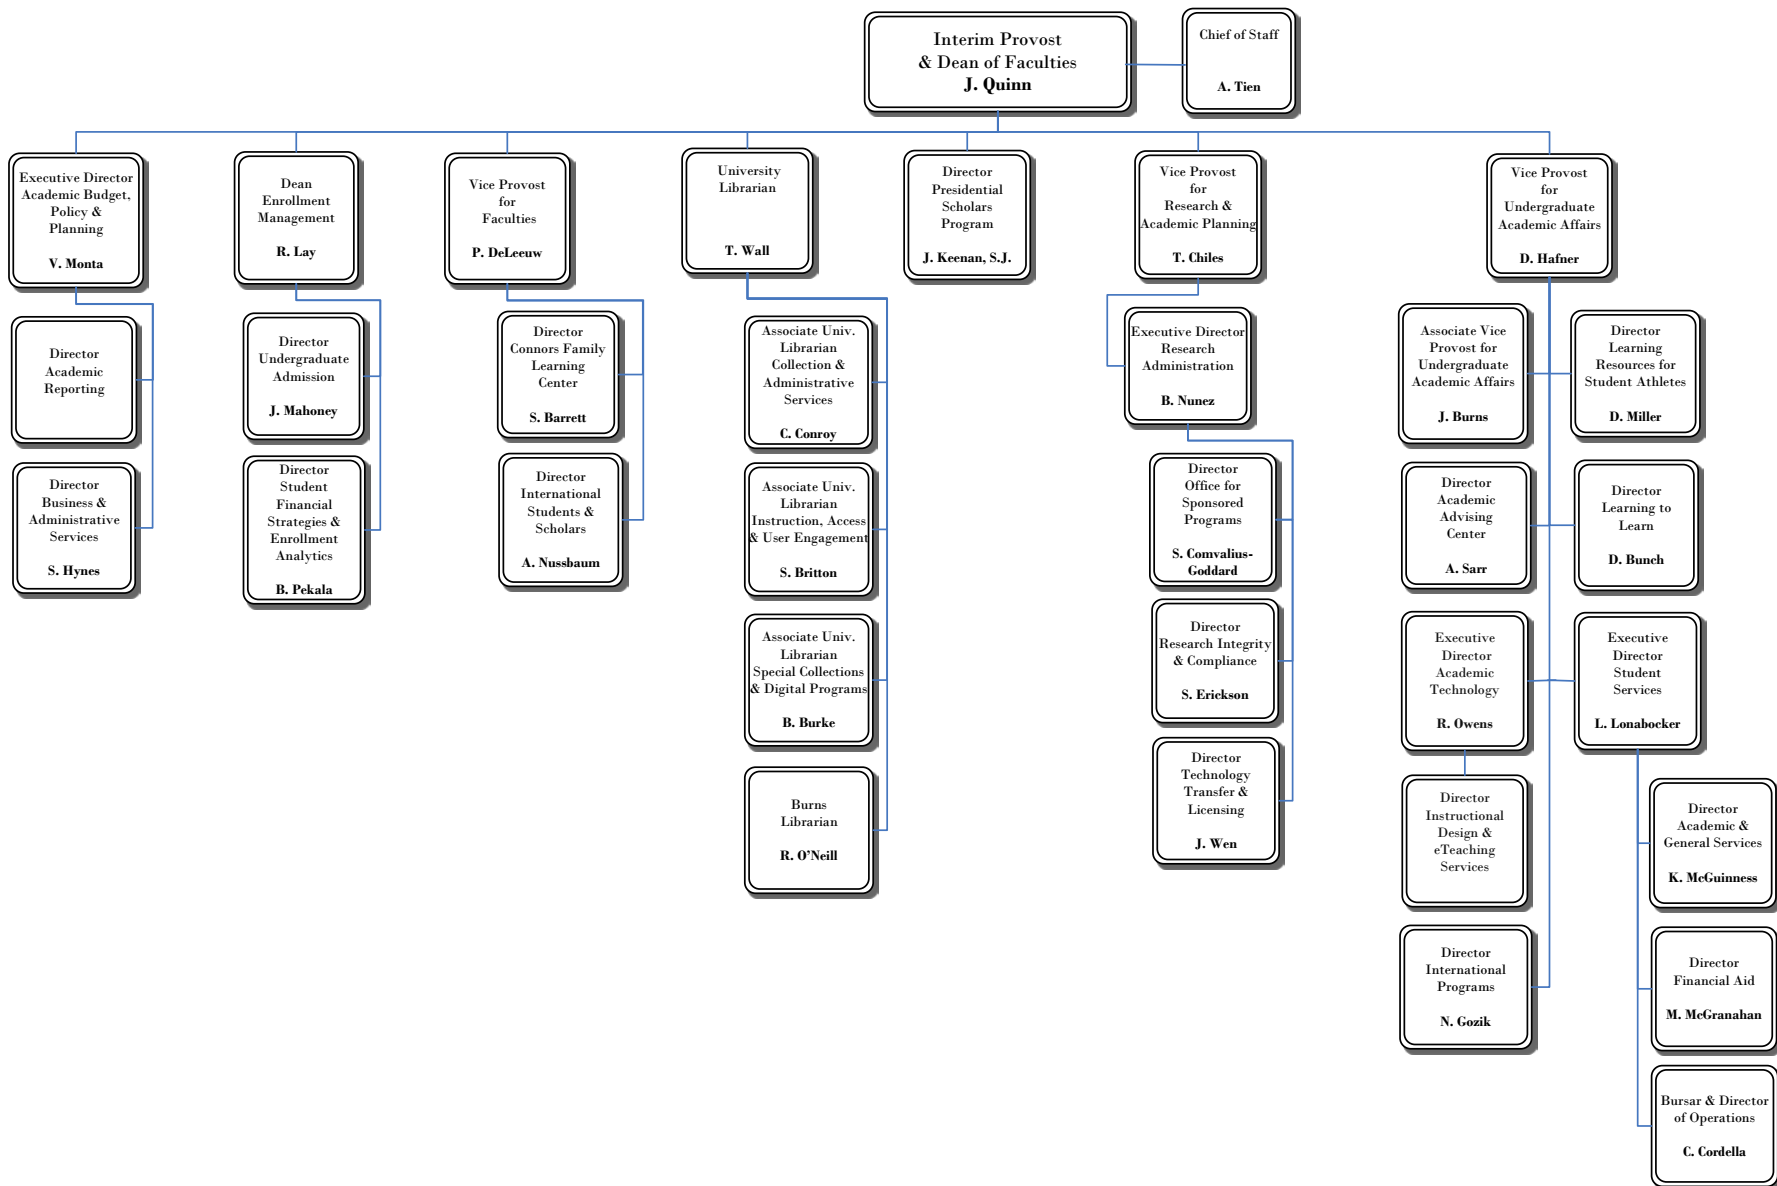 Interim Provost
& Dean of Faculties
J. Quinn
Chief of Staff
A. Tien
Executive Director
Academic Budget,
Policy &
Planning
V. Monta
Dean
Enrollment
Management
R. Lay
Vice Provost
for
Faculties
P. DeLeeuw
University
Librarian
T. Wall
Director
Presidential
Scholars
Program
J. Keenan, S.J.
Vice Provost
for
Research &
Academic Planning
T. Chiles
Vice Provost
for
Undergraduate
Academic Affairs
D. Hafner
Director
Academic
Reporting
Director
Business &
Administrative
Services
S. Hynes
Director
Undergraduate
Admission
J. Mahoney
Director
Student
Financial
Strategies &
Enrollment
Analytics
B. Pekala
Director
Connors Family
Learning
Center
S. Barrett
Director
International
Students &
Scholars
A. Nussbaum
Associate Univ.
Librarian
Collection &
Administrative
Services
C. Conroy
Associate Univ.
Librarian
Instruction, Access
& User Engagement
S. Britton
Associate Univ.
Librarian
Special Collections
& Digital Programs
B. Burke
Burns
Librarian
R. O’Neill
Executive Director
Research
Administration
B. Nunez
Director
Office for
Sponsored
Programs
S. Comvalius-
Goddard
Director
Research Integrity
& Compliance
S. Erickson
Director
Technology
Transfer &
Licensing
J. Wen
Associate Vice
Provost for
Undergraduate
Academic Affairs
J. Burns
Director
Learning
Resources for
Student Athletes
D. Miller
Director
Academic
Advising
Center
A. Sarr
Director
Learning to
Learn
D. Bunch
Executive
Director
Academic
Technology
R. Owens
Executive
Director
Student
Services
L. Lonabocker
Director
Instructional
Design &
eTeaching
Services
Director
International
Programs
N. Gozik
Director
Academic &
General Services
K. McGuinness
Director
Financial Aid
M. McGranahan
Bursar & Director
of Operations
C. Cordella